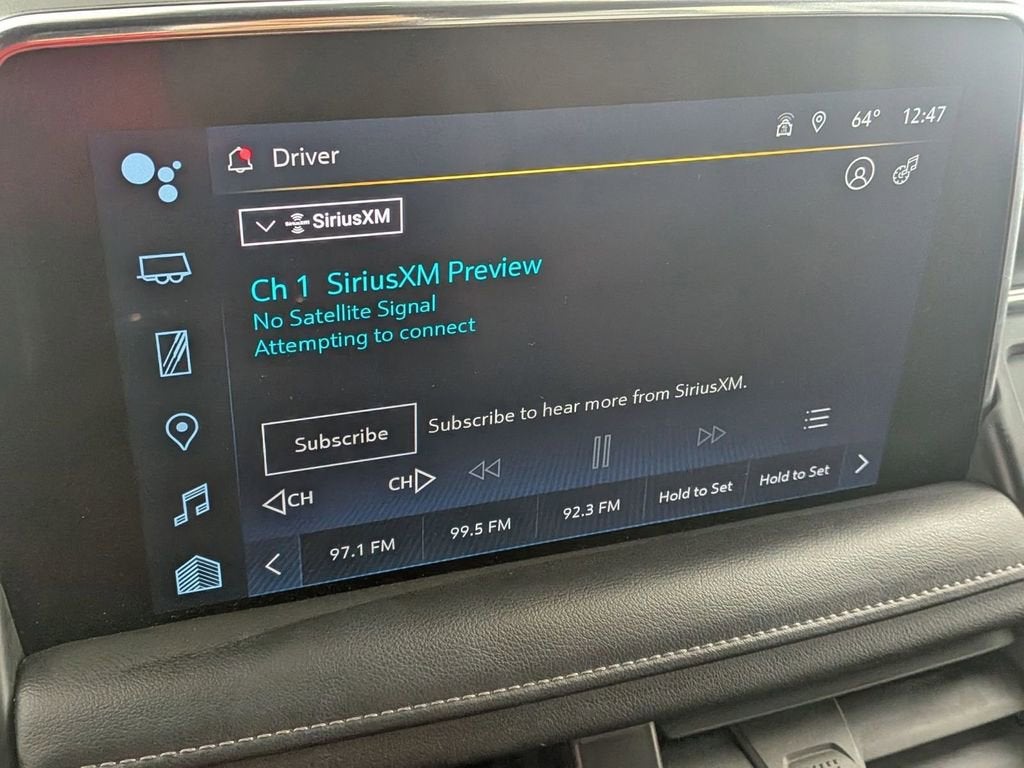 Driver
64° 12:47
SiriusXM
Ch 1 SiriusXM Preview
No Satellite Signal
Attempting to connect
Subscribe
Subscribe to hear more from SiriusXM.
CH
CH
97.1 FM
99.5 FM
92.3 FM
Hold to Set
Hold to Set